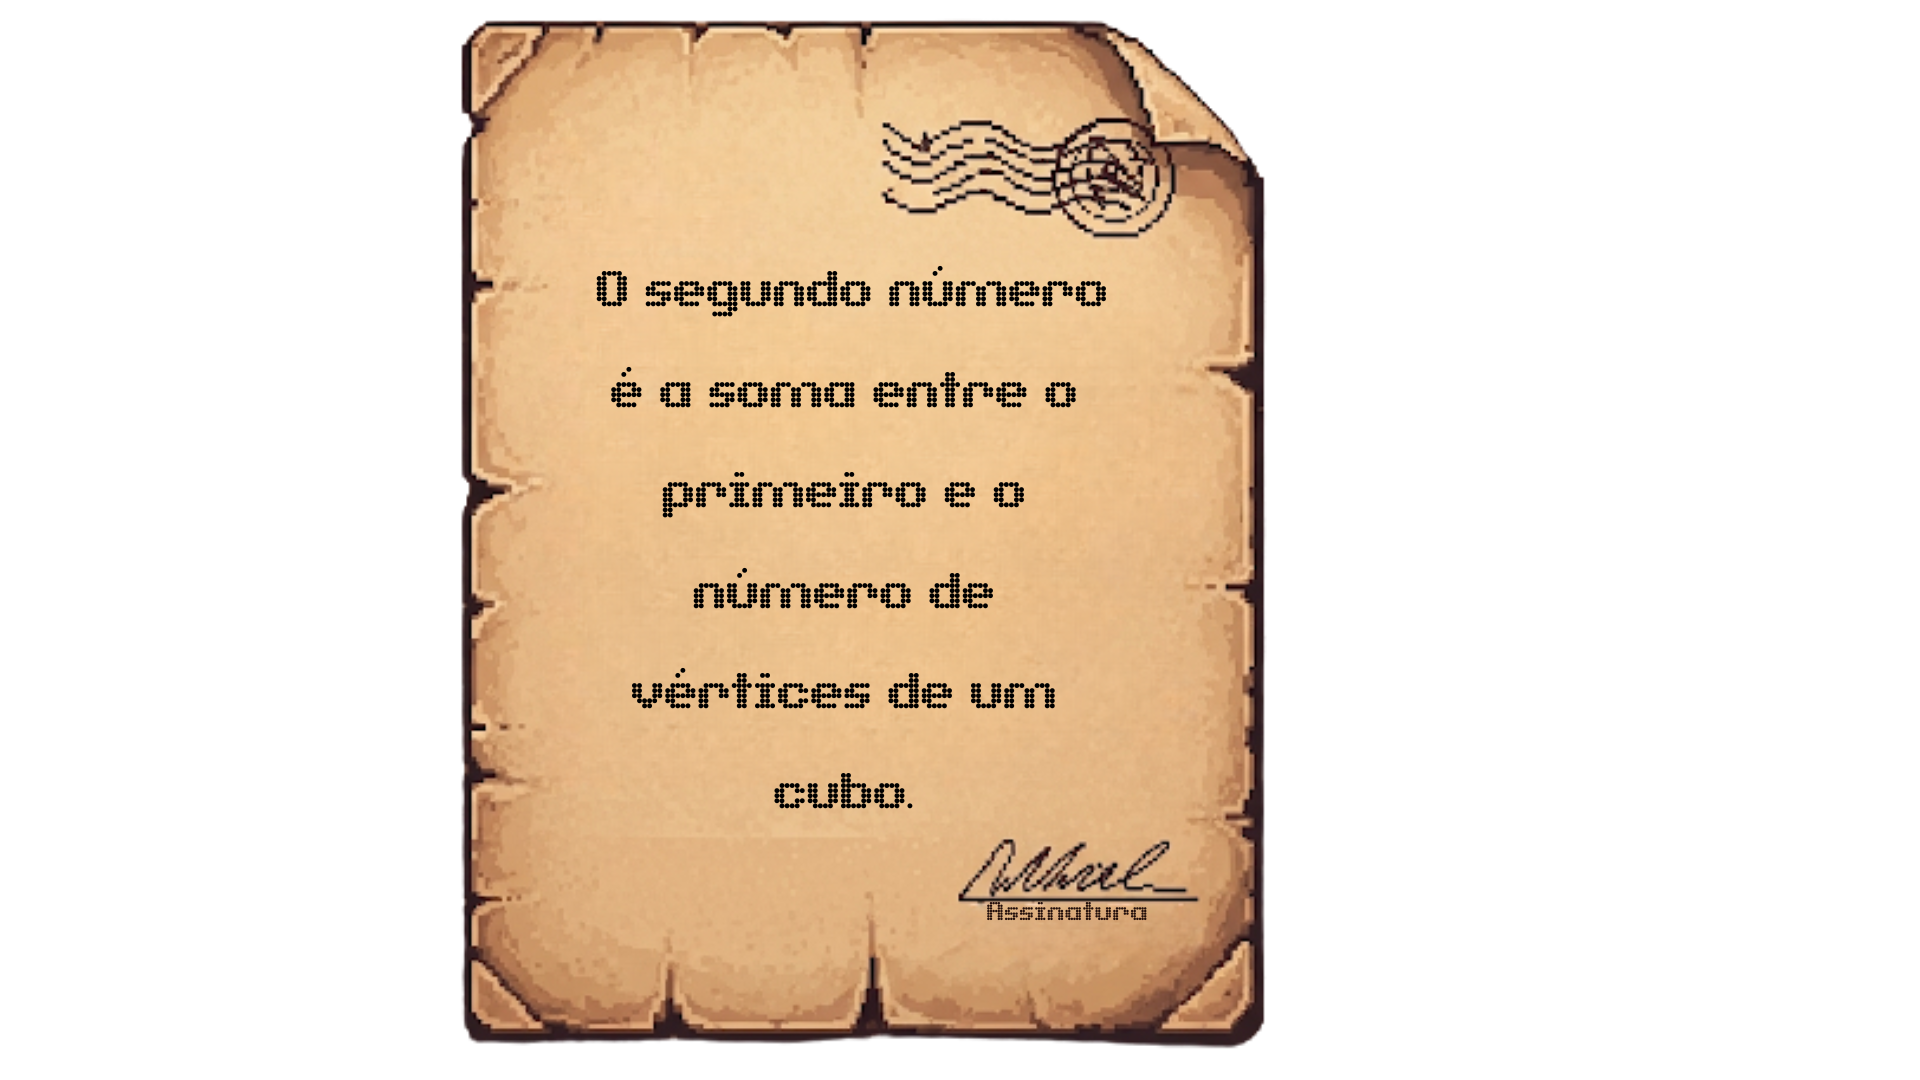 O segundo número
é a soma entre o
primeiro e o
número de
vértices de um
cubo.
Assinatura